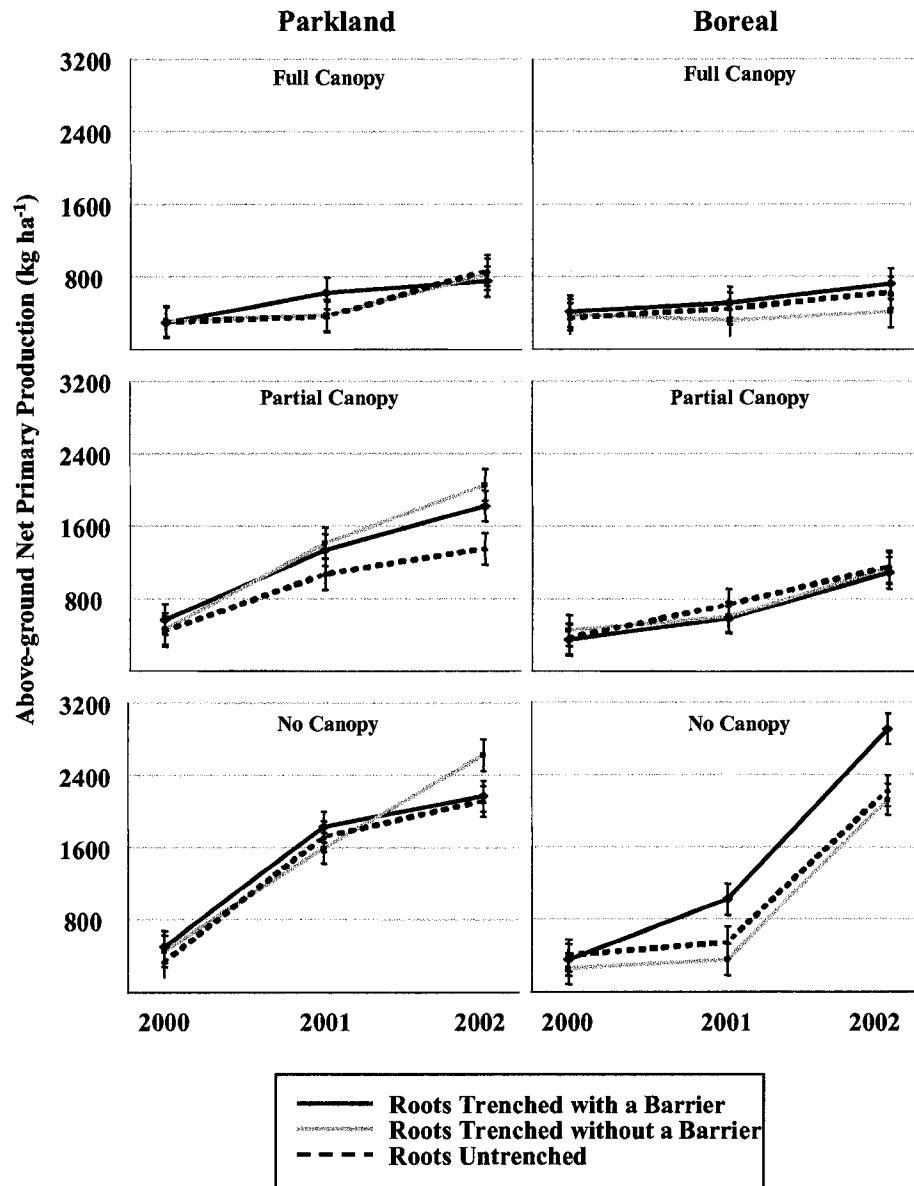 Parkland Boreal
3200 Full Canopy Full Canopy
2400
1600
800
Above-ground Net Primary Production (kg ha⁻¹)
3200 Partial Canopy Partial Canopy
2400
1600
800
3200 No Canopy No Canopy
2400
1600
800
2000 2001 2002 2000 2001 2002
Roots Trenched with a Barrier
Roots Trenched without a Barrier
Roots Untrenched